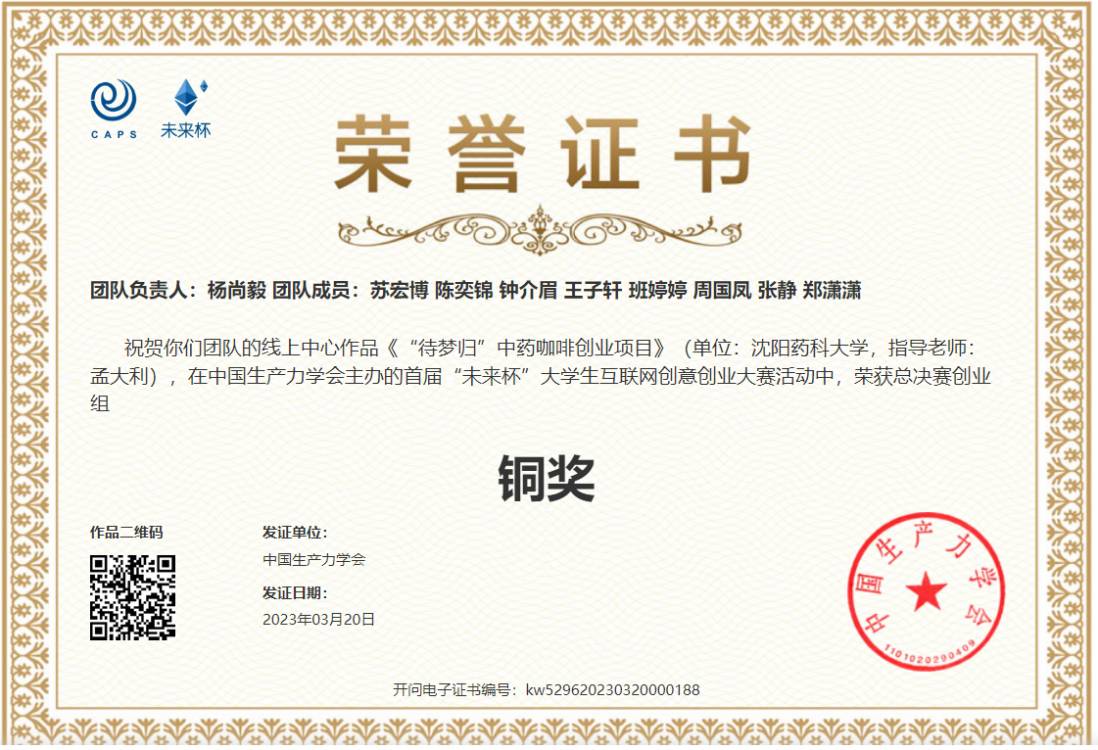 CAPS
未来杯
荣誉证书
团队负责人：杨尚毅 团队成员：苏宏博 陈奕锦 钟介眉 王子轩 班婷婷 周国凤 张静 郑潇潇
祝贺你们团队的线上中心作品《“待梦归”中药咖啡创业项目》（单位：沈阳药科大学，指导老师：
孟大利），在中国生产力学会主办的首届“未来杯”大学生互联网创意创业大赛活动中，荣获总决赛创业
组
铜奖
作品二维码
发证单位：
中国生产力学会
发证日期：
2023年03月20日
中国生产力学会
1101020290409
开问电子证书编号：kw529620230320000188